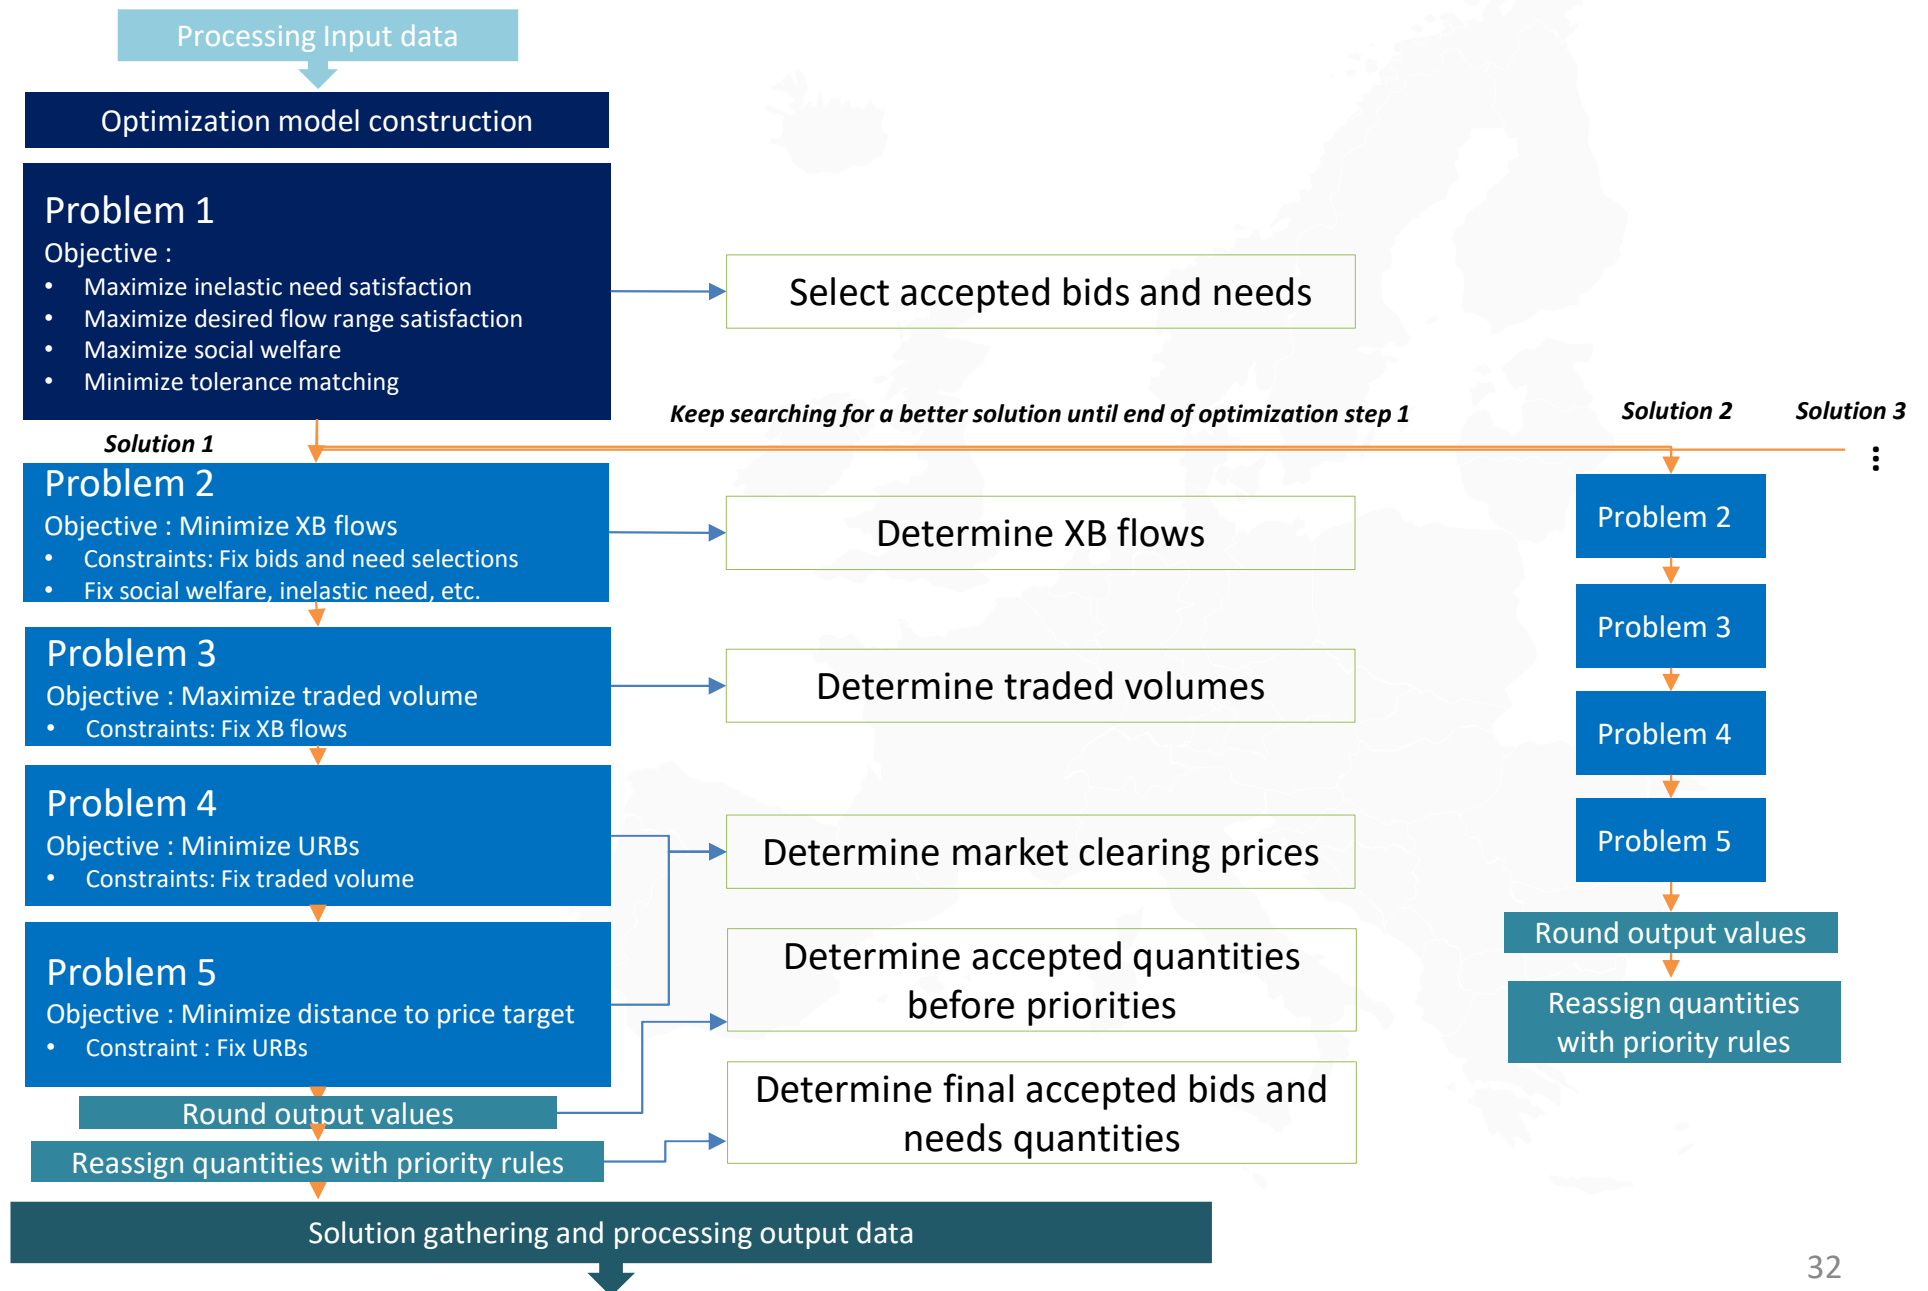 Processing Input data
Optimization model construction
Problem 1
Objective :
• Maximize inelastic need satisfaction
• Maximize desired flow range satisfaction
• Maximize social welfare
• Minimize tolerance matching
Select accepted bids and needs
Keep searching for a better solution until end of optimization step 1
Solution 1
Solution 2
Solution 3
...
Problem 2
Objective : Minimize XB flows
• Constraints: Fix bids and need selections
• Fix social welfare, inelastic need, etc.
Determine XB flows
Problem 3
Objective : Maximize traded volume
• Constraints: Fix XB flows
Determine traded volumes
Problem 4
Objective : Minimize URBs
• Constraints: Fix traded volume
Determine market clearing prices
Problem 5
Objective : Minimize distance to price target
• Constraint : Fix URBs
Determine accepted quantities
before priorities
Round output values
Reassign quantities with priority rules
Determine final accepted bids and
needs quantities
Solution gathering and processing output data
Problem 2
Problem 3
Problem 4
Problem 5
Round output values
Reassign quantities
with priority rules
32